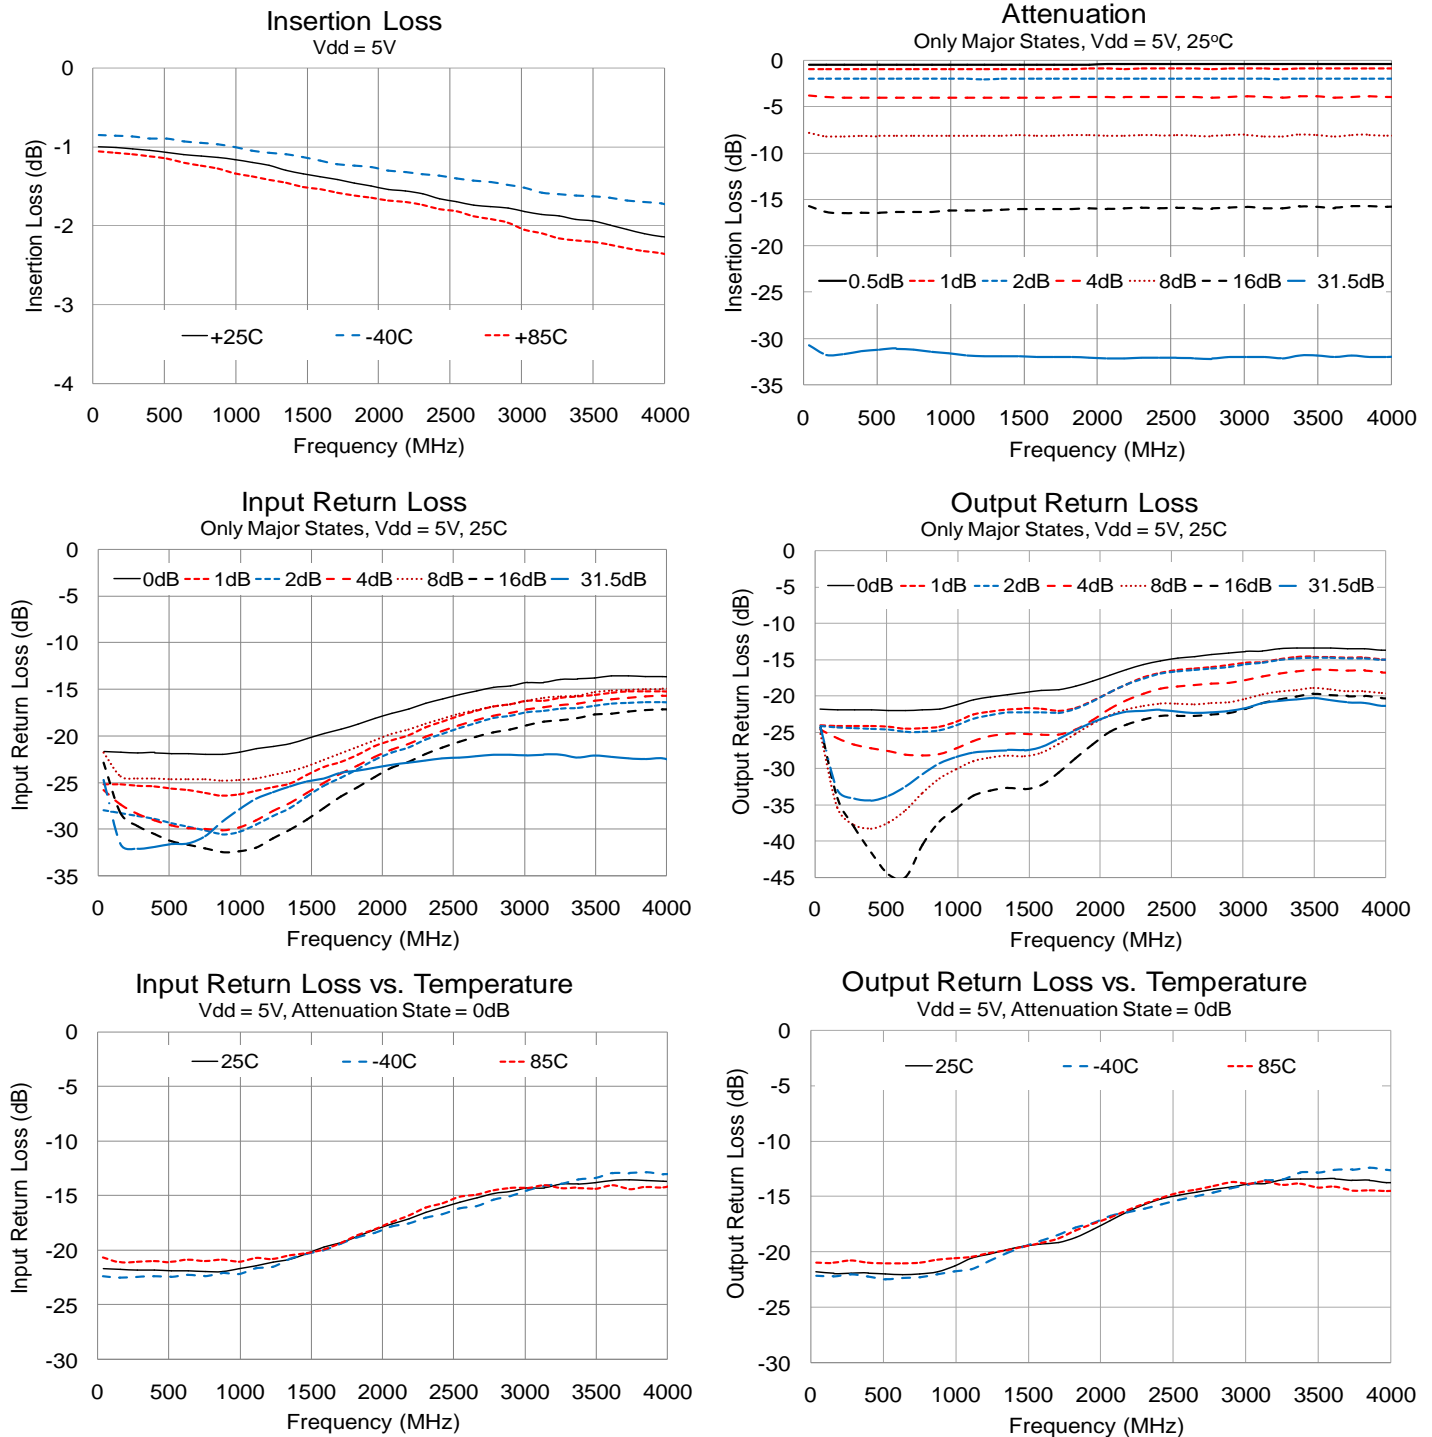 Insertion Loss
Vdd = 5V
Insertion Loss (dB)
0
-1
-2
-3
-4
+25C -40C +85C
0 500 1000 1500 2000 2500 3000 3500 4000
Frequency (MHz)
Attenuation
Only Major States, Vdd = 5V, 25°C
Insertion Loss (dB)
0
-5
-10
-15
-20
-25
-30
-35
0.5dB 1dB 2dB 4dB 8dB 16dB 31.5dB
0 500 1000 1500 2000 2500 3000 3500 4000
Frequency (MHz)
Input Return Loss
Only Major States, Vdd = 5V, 25C
Input Return Loss (dB)
0
-5
-10
-15
-20
-25
-30
-35
0dB 1dB 2dB 4dB 8dB 16dB 31.5dB
0 500 1000 1500 2000 2500 3000 3500 4000
Frequency (MHz)
Output Return Loss
Only Major States, Vdd = 5V, 25C
Output Return Loss (dB)
0
-5
-10
-15
-20
-25
-30
-35
-40
-45
0dB 1dB 2dB 4dB 8dB 16dB 31.5dB
0 500 1000 1500 2000 2500 3000 3500 4000
Frequency (MHz)
Input Return Loss vs. Temperature
Vdd = 5V, Attenuation State = 0dB
Input Return Loss (dB)
0
-5
-10
-15
-20
-25
-30
25C -40C 85C
0 500 1000 1500 2000 2500 3000 3500 4000
Frequency (MHz)
Output Return Loss vs. Temperature
Vdd = 5V, Attenuation State = 0dB
Output Return Loss (dB)
0
-5
-10
-15
-20
-25
-30
25C -40C 85C
0 500 1000 1500 2000 2500 3000 3500 4000
Frequency (MHz)